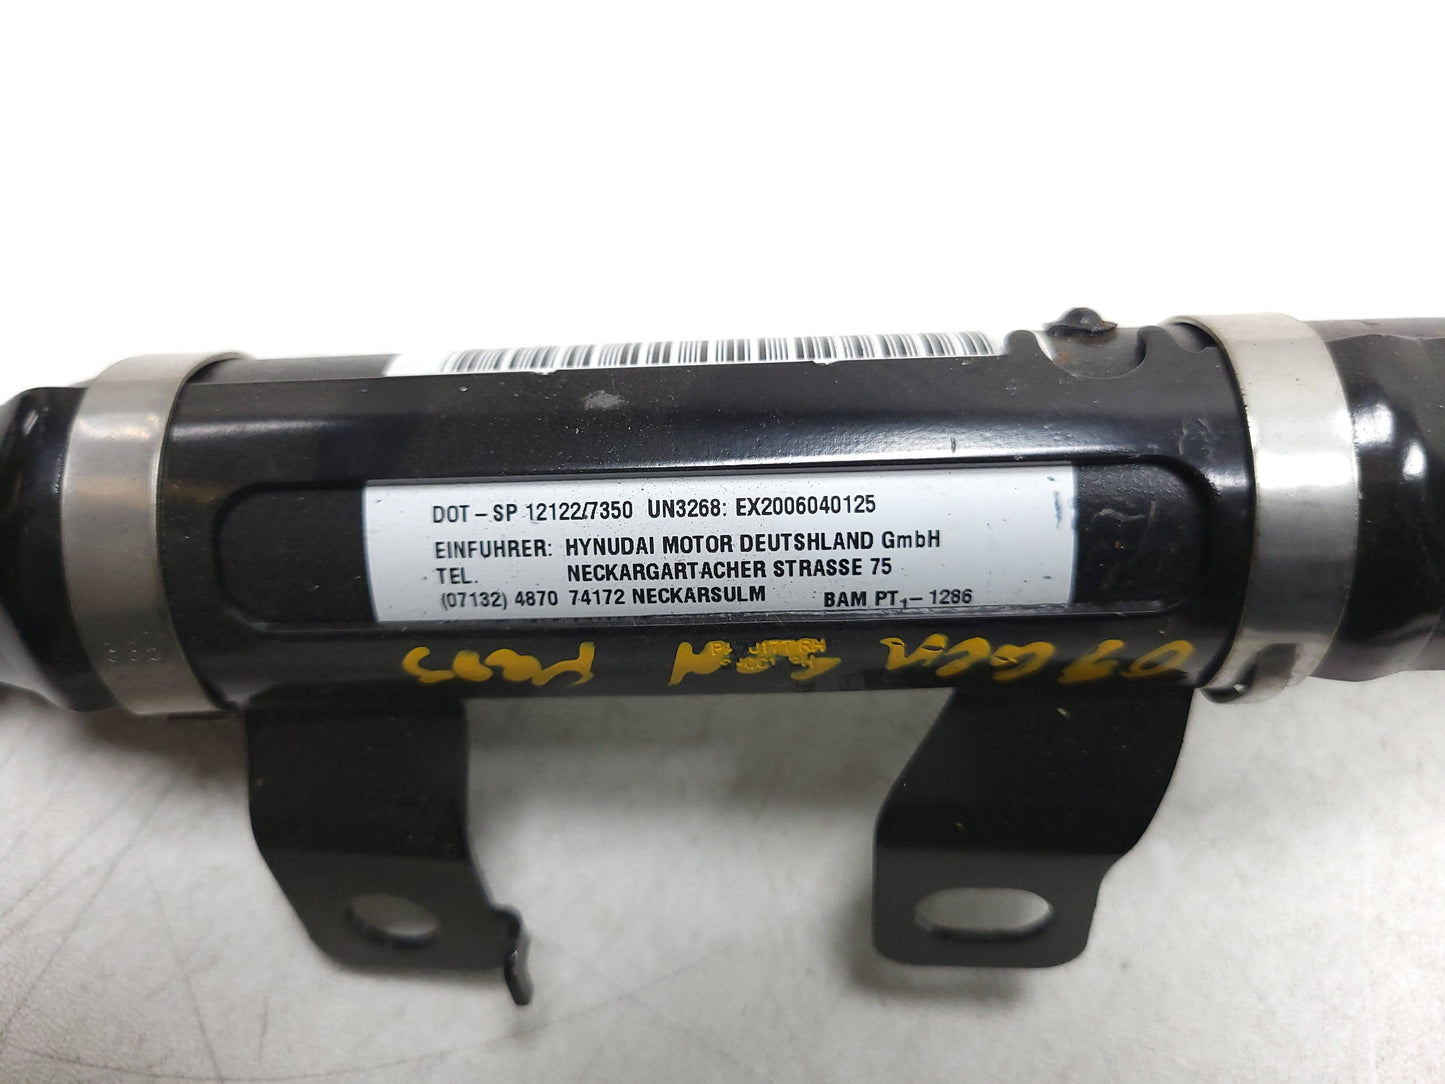 DOT - SP 12122/7350 UN3268: EX2006040125
EINFUHRER: HYNUDAI MOTOR DEUTSHLAND GmbH
TEL. NECKARGARTACHER STRASSE 75
(07132) 4870 74172 NECKARSULM BAM PT₁- 1286